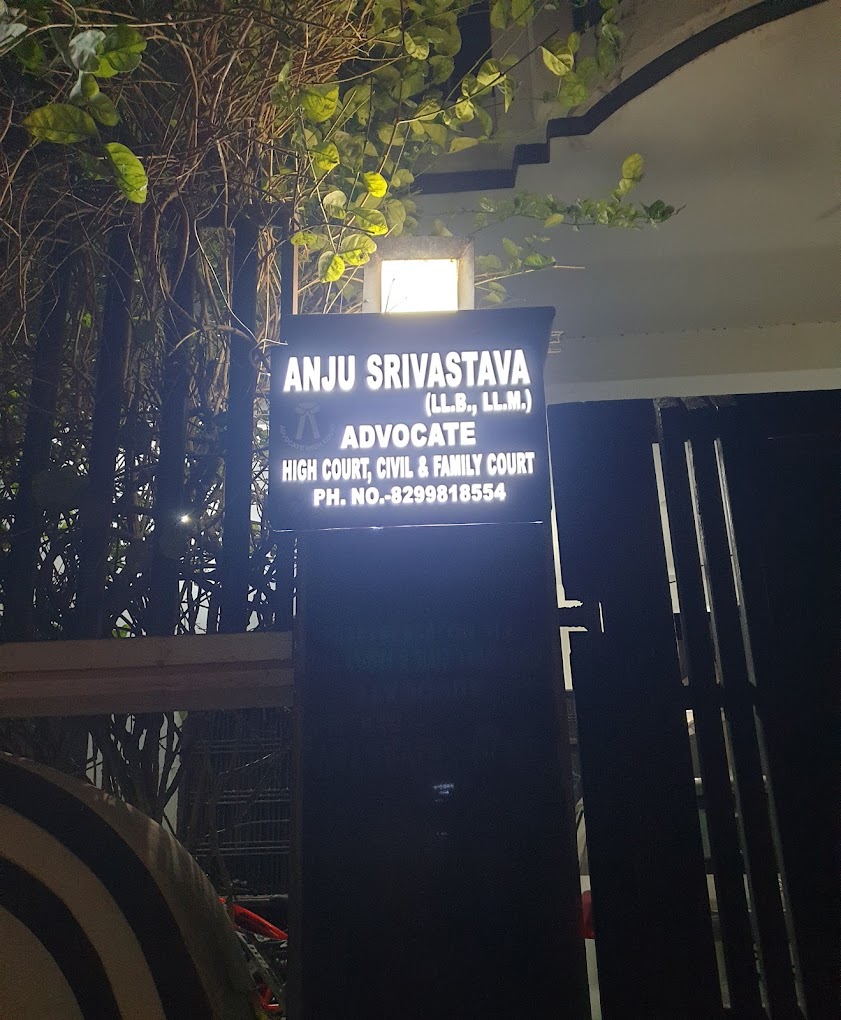 ANJU SRIVASTAVA
(LL.B., LL.M.)
ADVOCATE
HIGH COURT, CIVIL & FAMILY COURT
PH. NO.-8299818554